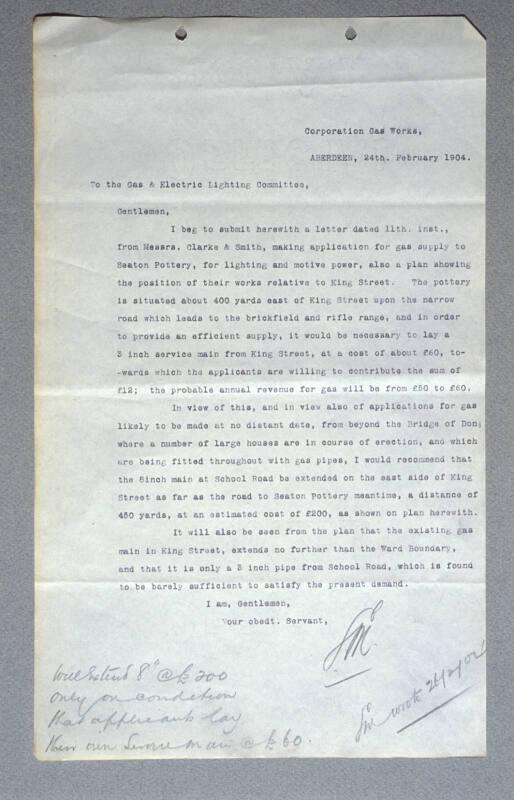 Corporation Gas Works,
ABERDEEN, 24th. February 1904.
To the Gas & Electric Lighting Committee,
Gentlemen,
I beg to submit herewith a letter dated 11th. inst.,
from Messrs. Clarke & Smith, making application for gas supply to
Seaton Pottery, for lighting and motive power, also a plan showing
the position of their works relative to King Street. The pottery
is situated about 400 yards east of King Street upon the narrow
road which leads to the brickfield and rifle range, and in order
to provide an efficient supply, it would be necessary to lay a
3 inch service main from King Street, at a cost of about £60, to-
-wards which the applicants are willing to contribute the sum of
£12; the probable annual revenue for gas will be from £50 to £60.
In view of this, and in view also of applications for gas
likely to be made at no distant date, from beyond the Bridge of Don;
where a number of large houses are in course of erection, and which
are being fitted throughout with gas pipes, I would recommend that
the 8inch main at School Road be extended on the east side of King
Street as far as the road to Seaton Pottery meantime, a distance of
450 yards, at an estimated cost of £200, as shown on plan herewith.
It will also be seen from the plan that the existing gas
main in King Street, extends no further than the Ward Boundary,
and that it is only a 3 inch pipe from School Road, which is found
to be barely sufficient to satisfy the present demand.
I am, Gentlemen,
Your obedt. Servant,
Will Extend 8" @ £200
only on condition
that applicants lay
their own Service Main @ £60.
wrote